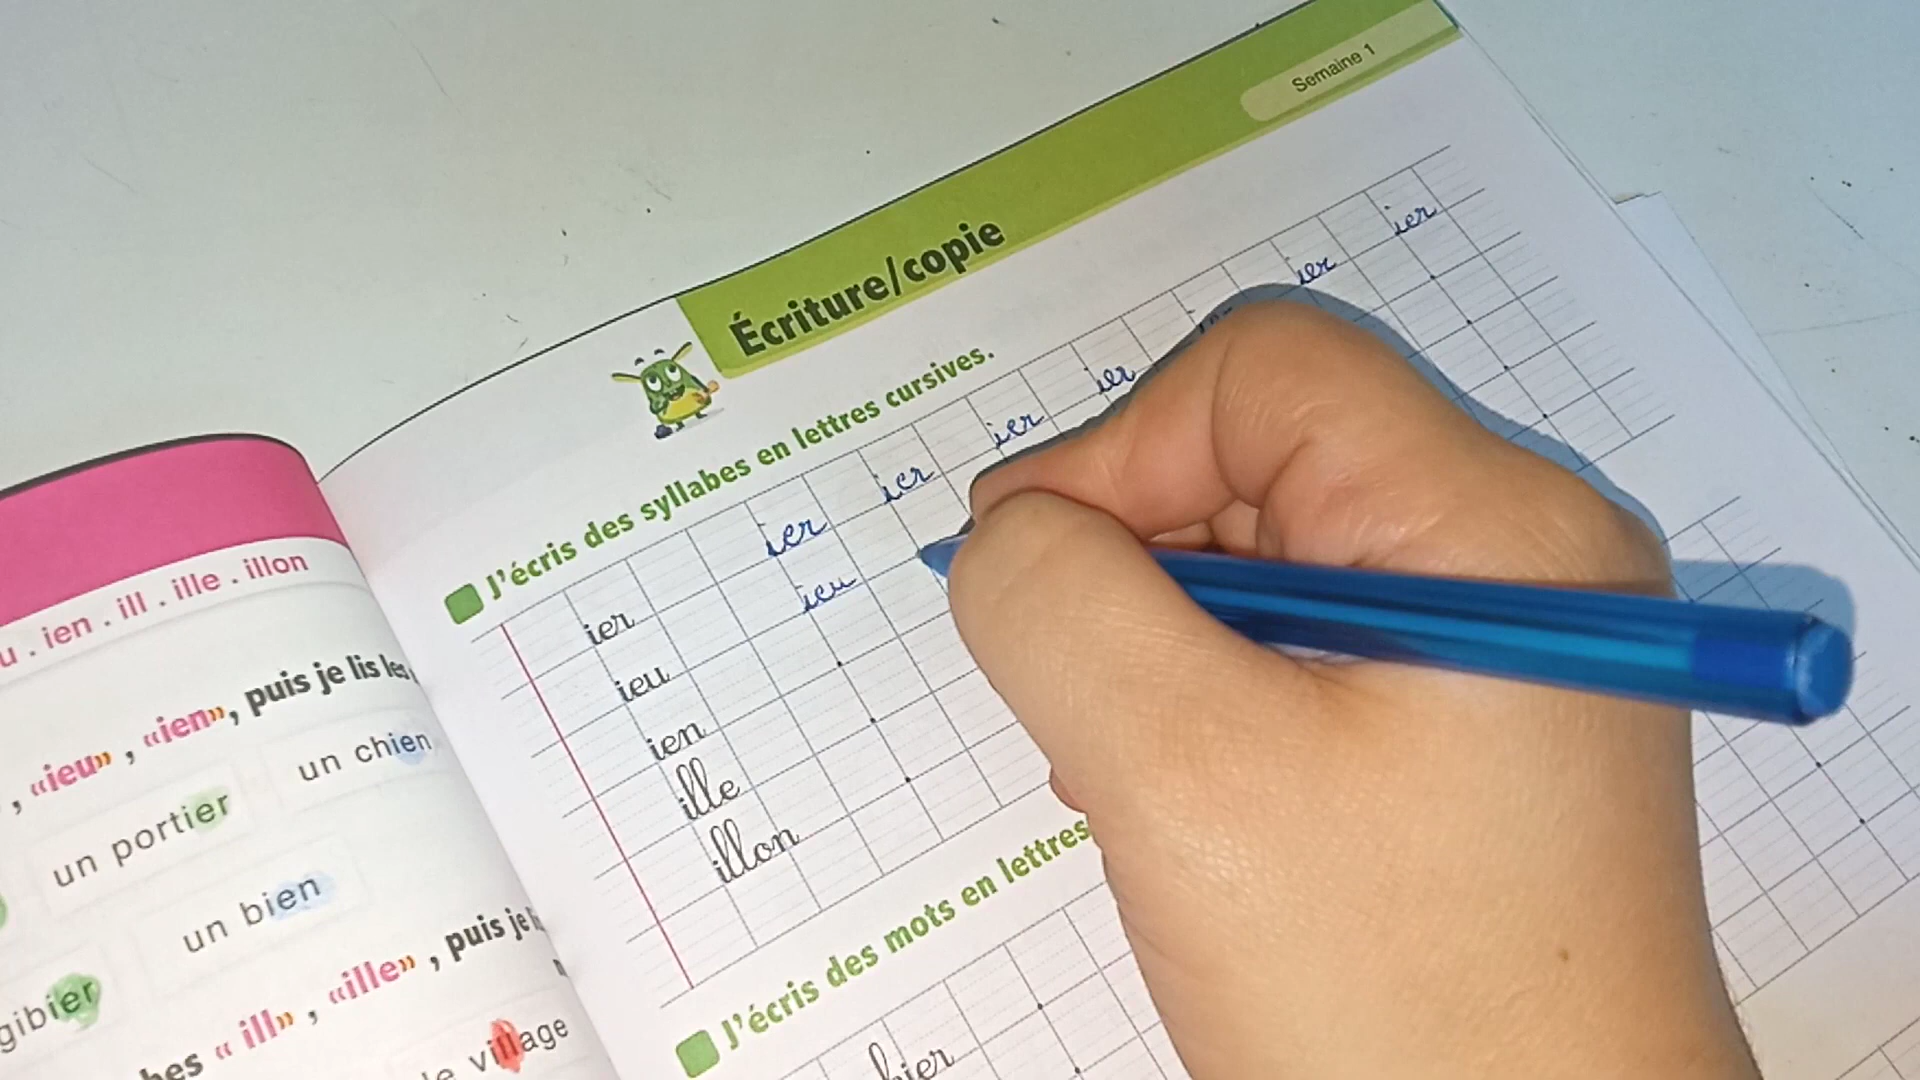 u . ien . ill . ille . illon
, «ieu» , «ien», puis je lis les
un portier un chien
gibier un bien
« ill» , «ille» , puis je
village
Semaine 1
Écriture/copie
J'écris des syllabes en lettres cursives.
ier ier ier ier ier ier ier
ieu ieu
ien
ille
illon
J'écris des mots en lettres
hier